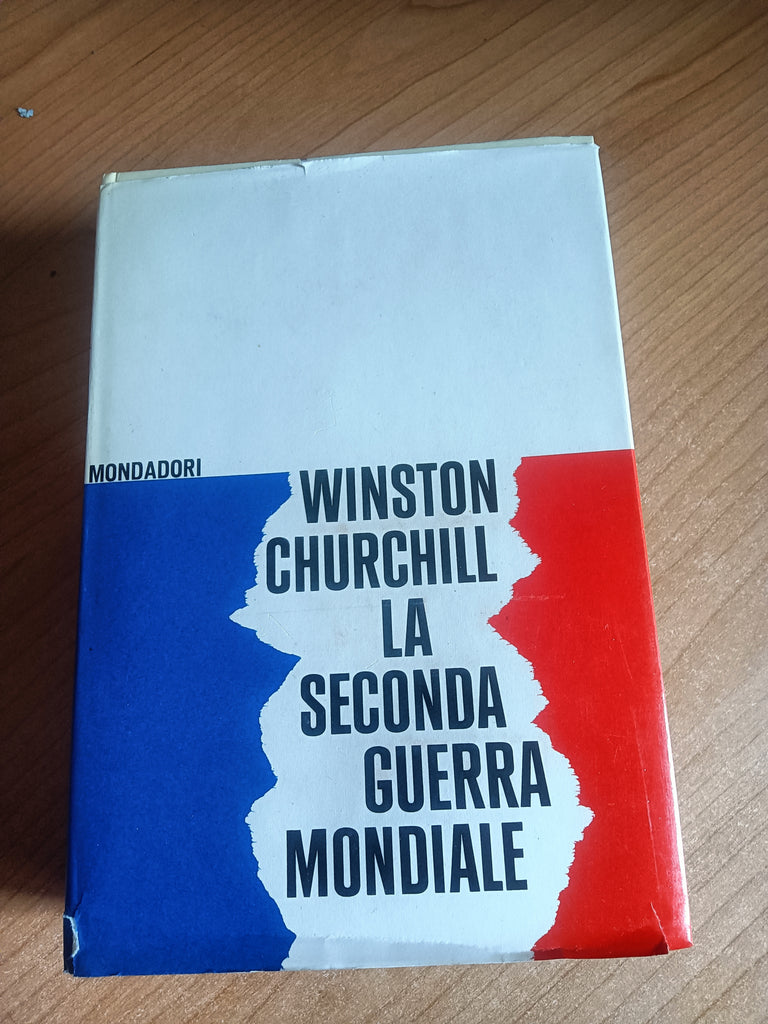 MONDADORI
WINSTON
CHURCHILL
LA
SECONDA
GUERRA
MONDIALE